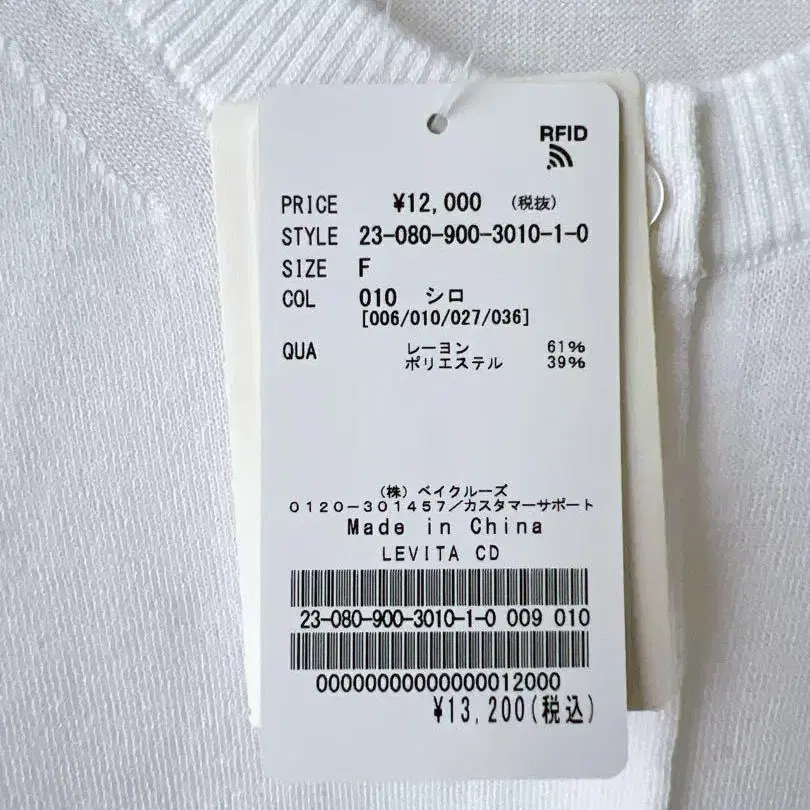 RFID
PRICE ¥12,000 (税抜)
STYLE 23-080-900-3010-1-0
SIZE F
COL 010 シロ
[006/010/027/036]
QUA レーヨン 61%
ポリエステル 39%
(株)ベイクルーズ
0120-301457/カスタマーサポート
Made in China
LEVITA CD
23-080-900-3010-1-0 009 010
000000000000000012000
¥13,200(税込)